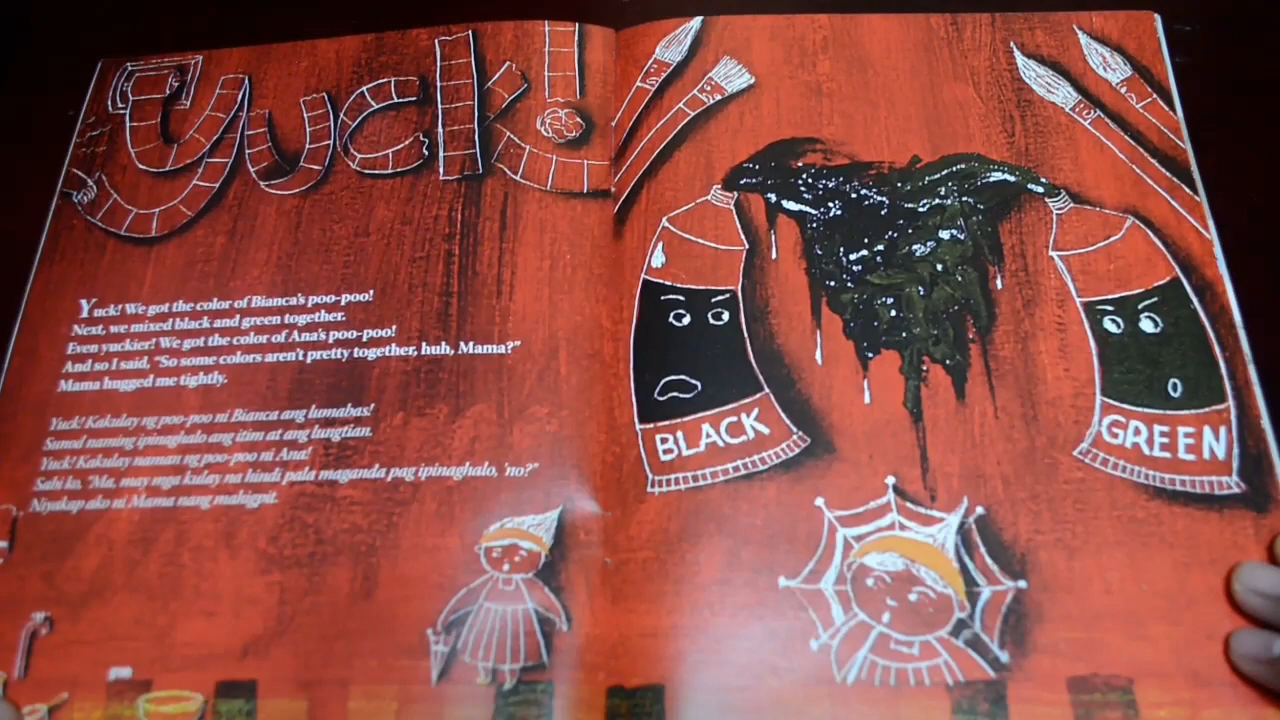 Yuck!
Yuck! We got the color of Bianca's poo-poo!
Next, we mixed black and green together.
Even yuckier! We got the color of Ana's poo-poo!
And so I said, "So some colors aren't pretty together, huh, Mama?"
Mama hugged me tightly.
Yuck! Kakulay ng poo-poo ni Bianca ang lumabas!
Sunod naming ipinaghalo ang itim at ang lungtian.
Yuck! Kakulay naman ng poo-poo ni Ana!
Sabi ko, "Ma, may mga kulay na hindi pala maganda pag ipinaghalo, 'no?"
Niyakap ako ni Mama nang mahigpit.
BLACK
GREEN